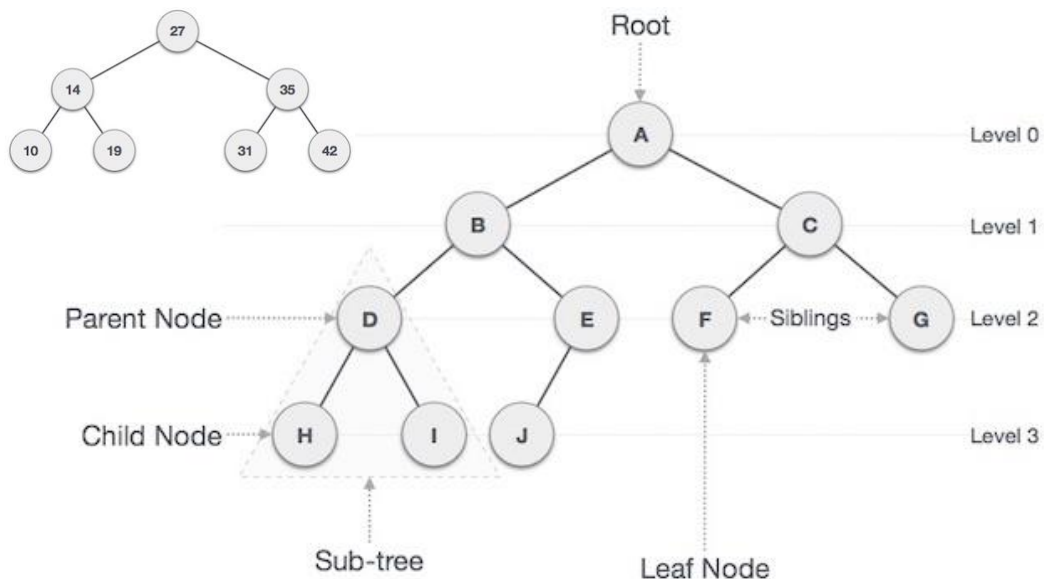 27
14
35
10
19
31
42
Root
A
Level 0
B
C
Level 1
Parent Node
D
E
F
Siblings
G
Level 2
Child Node
H
I
J
Level 3
Sub-tree
Leaf Node